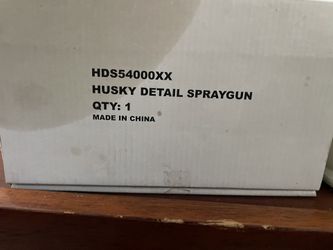 HDS54000XX
HUSKY DETAIL SPRAYGUN
QTY: 1
MADE IN CHINA